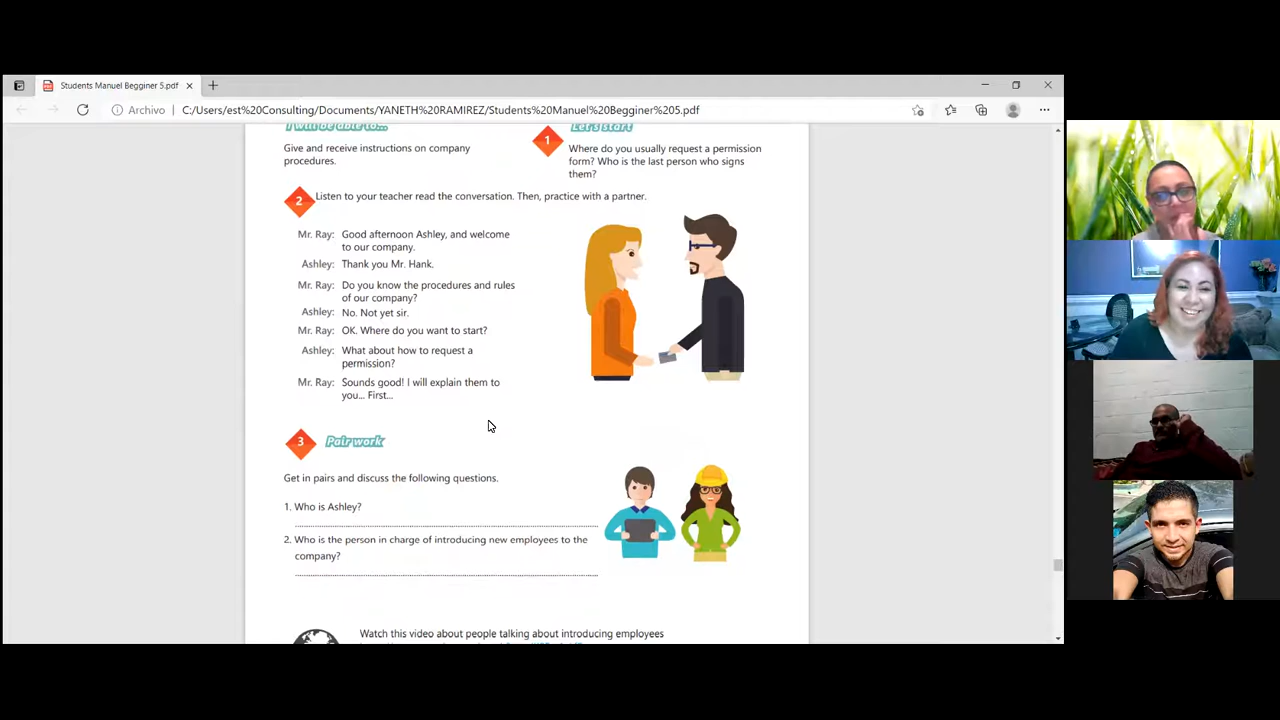 Students Manuel Begginer 5.pdf
Archivo
C:/Users/est%20Consulting/Documents/YANETH%20RAMIREZ/Students%20Manuel%20Begginer%205.pdf
I will be able to...
Give and receive instructions on company
procedures.
1
Let's start
Where do you usually request a permission
form? Who is the last person who signs
them?
2
Listen to your teacher read the conversation. Then, practice with a partner.
Mr. Ray: Good afternoon Ashley, and welcome
to our company.
Ashley: Thank you Mr. Hank.
Mr. Ray: Do you know the procedures and rules
of our company?
Ashley: No. Not yet sir.
Mr. Ray: OK. Where do you want to start?
Ashley: What about how to request a
permission?
Mr. Ray: Sounds good! I will explain them to
you... First...
3
Pair work
Get in pairs and discuss the following questions.
1. Who is Ashley?
2. Who is the person in charge of introducing new employees to the
company?
Watch this video about people talking about introducing employees